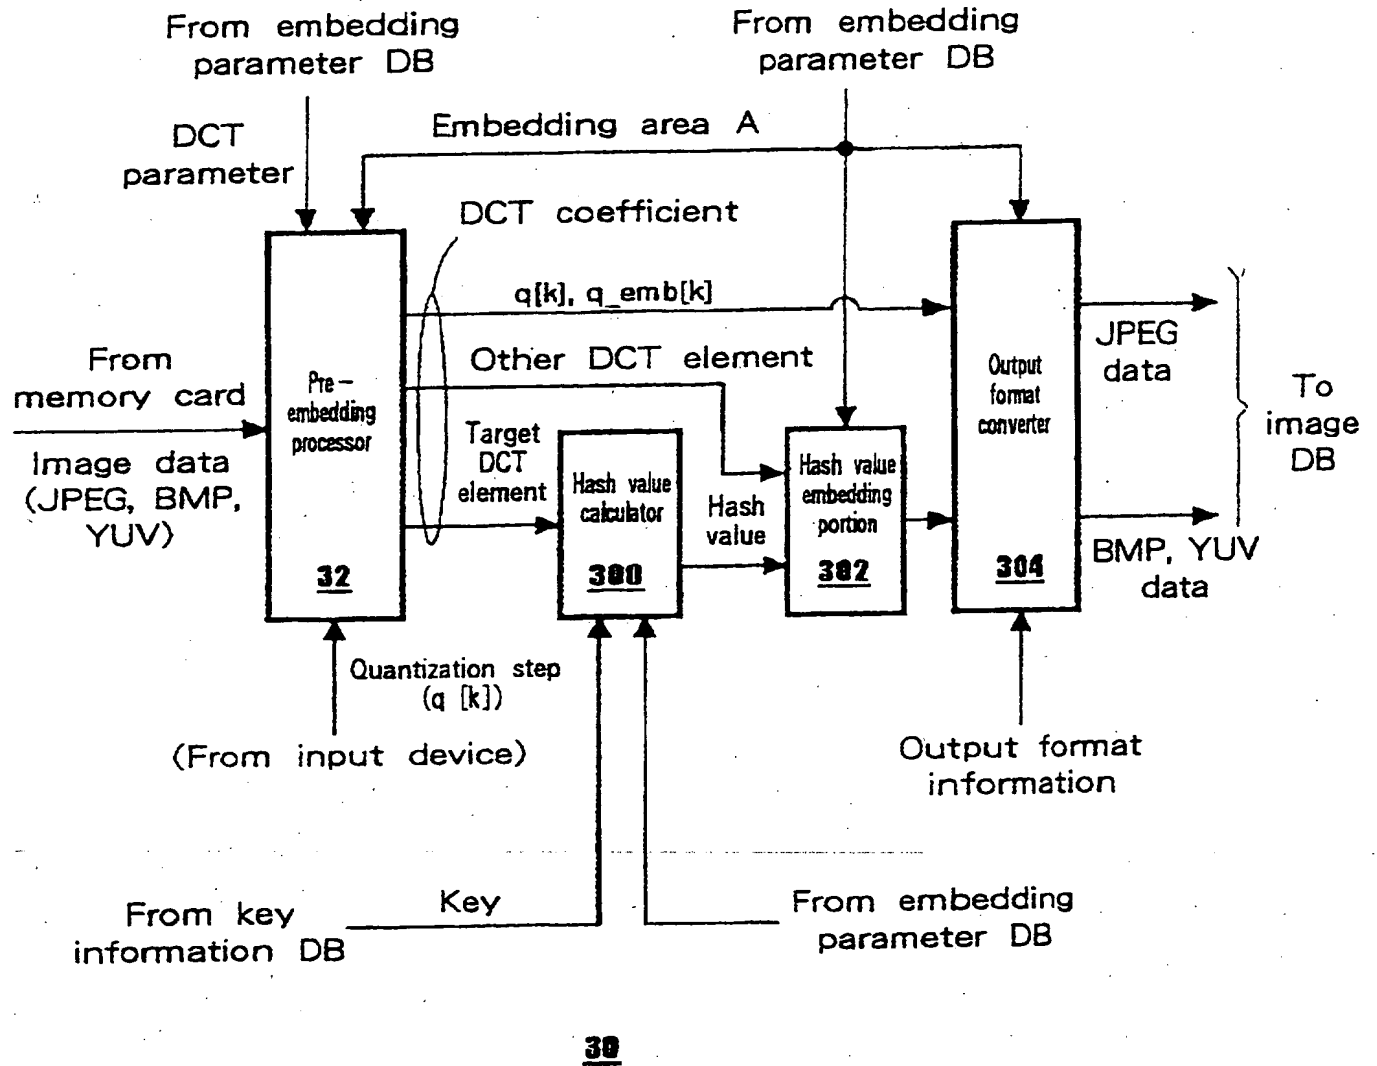 From embedding
parameter DB
From embedding
parameter DB
DCT
parameter
Embedding area A
DCT coefficient
q[k], q_emb[k]
From
memory card
Image data
(JPEG, BMP,
YUV)
Pre-
embedding
processor
32
Other DCT element
Target
DCT
element
Hash value
calculator
300
Hash
value
Hash value
embedding
portion
302
Output
format
converter
304
JPEG
data
BMP, YUV
data
To
image
DB
Quantization step
(q [k])
(From input device)
Output format
information
From key
information DB
Key
From embedding
parameter DB
30